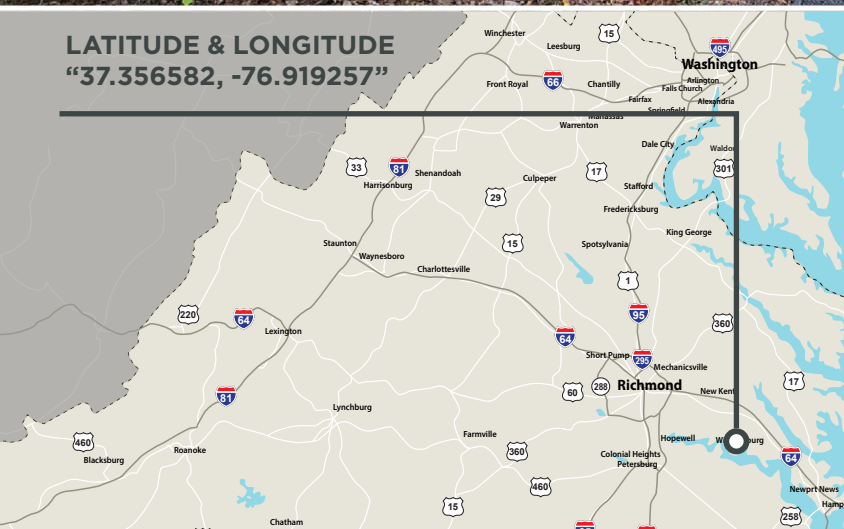 LATITUDE & LONGITUDE
“37.356582, -76.919257”
Winchester
15
Leesburg
495
Washington
Front Royal
66
Chantilly
Arlington
Falls Church
Fairfax
Alexandria
Springfield
Manassas
Warrenton
Dale City
33
81
Shenandoah
Harrisonburg
Culpeper
17
301
Stafford
29
Fredericksburg
King George
Staunton
15
Spotsylvania
Waynesboro
Charlottesville
1
220
64
95
360
Lexington
64
Short Pump
295
Mechanicsville
17
288
Richmond
60
New Kent
81
Lynchburg
Farmville
Hopewell
460
Roanoke
360
Colonial Heights
64
Blacksburg
Petersburg
460
Newprt News
15
258
Chatham